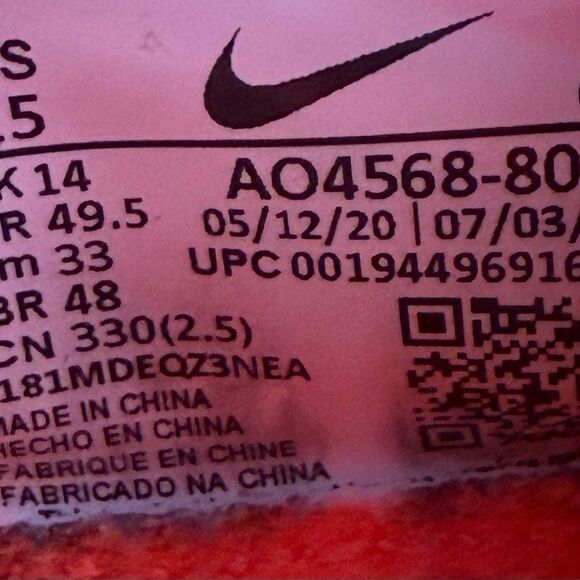 S
.5
K 14
R 49.5
m 33
BR 48
CN 330(2.5)
181MDEQZ3NEA
MADE IN CHINA
HECHO EN CHINA
FABRIQUE EN CHINE
FABRICADO NA CHINA
AO4568-80
05/12/20 | 07/03/
UPC 00194496916